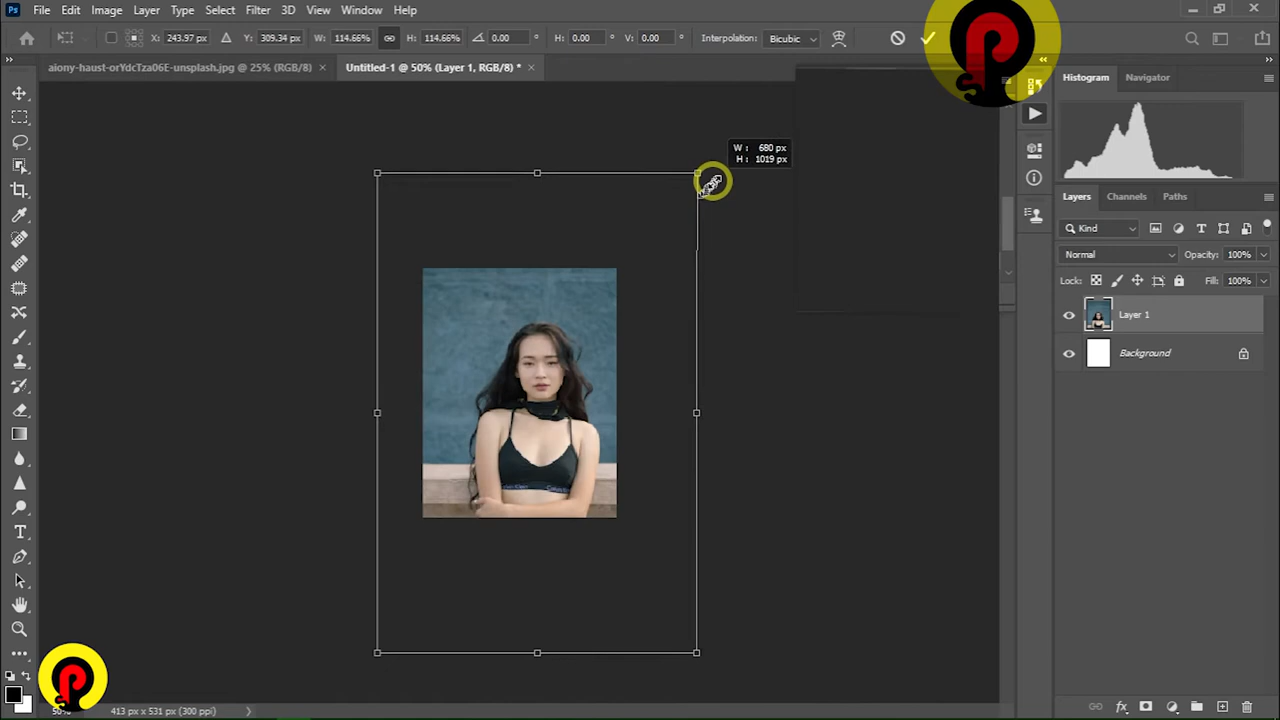 Ps File Edit Image Layer Type Select Filter 3D View Window Help
X: 243.97 px Y: 309.34 px W: 114.66% H: 114.66% 0.00 ° H: 0.00 ° V: 0.00 ° Interpolation: Bicubic
aiony-haust-orYdcTza06E-unsplash.jpg @ 25% (RGB/8) × Untitled-1 @ 50% (Layer 1, RGB/8) * ×
Histogram Navigator
W : 680 px
H : 1019 px
Layers Channels Paths
Kind
Normal Opacity: 100%
Lock: Fill: 100%
Layer 1
Background
413 px x 531 px (300 ppi)